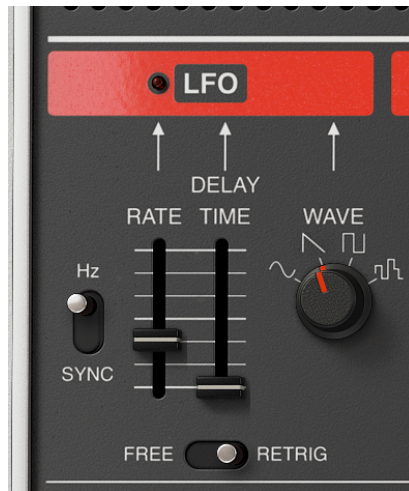 LFO
DELAY
RATE TIME WAVE
Hz
SYNC
FREE RETRIG